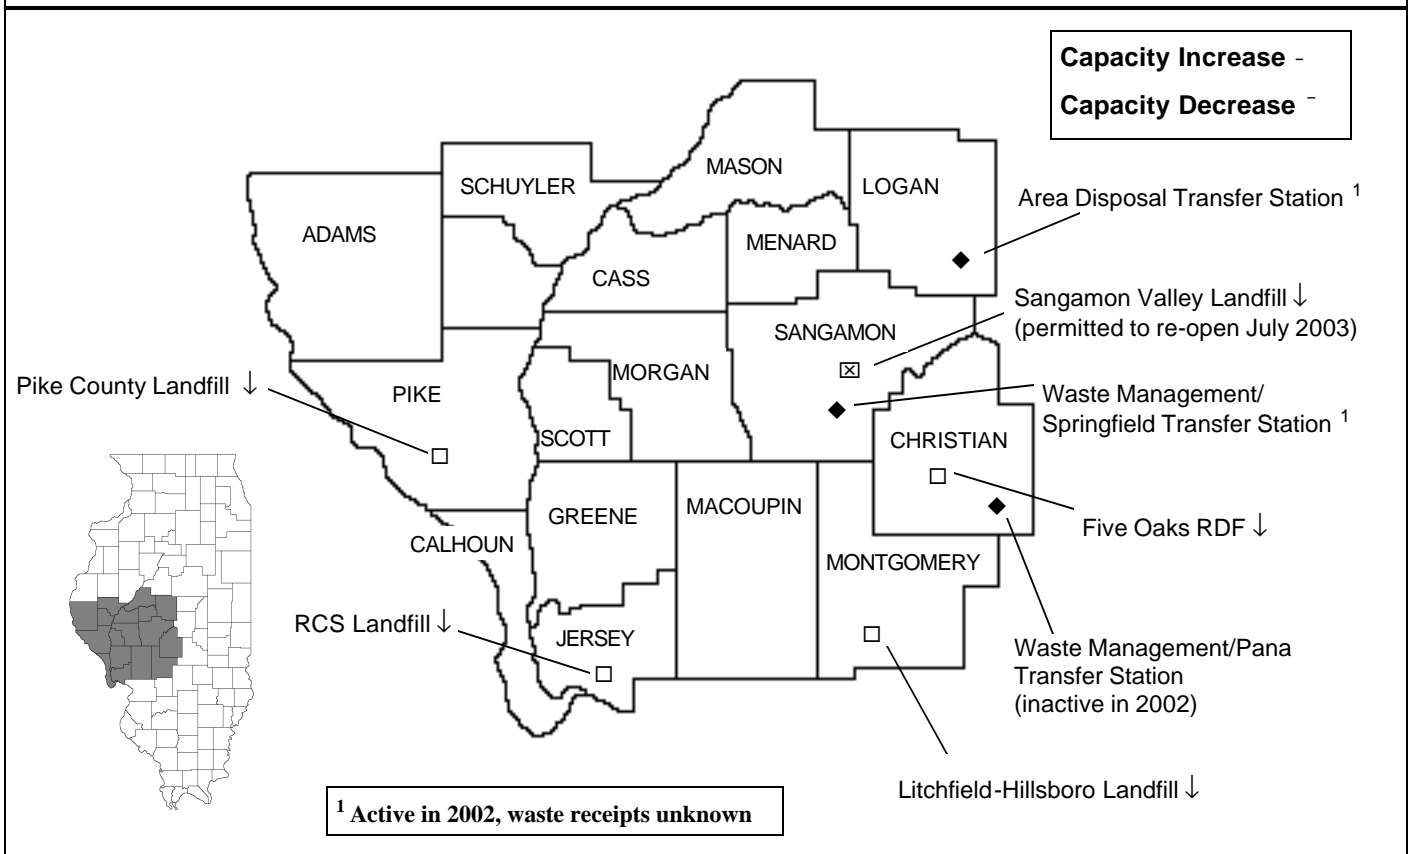 Capacity Increase -
Capacity Decrease -
MASON
SCHUYLER
LOGAN
Area Disposal Transfer Station 1
ADAMS
MENARD
CASS
Sangamon Valley Landfill ↓
(permitted to re-open July 2003)
SANGAMON
Pike County Landfill ↓
PIKE
MORGAN
Waste Management/
Springfield Transfer Station 1
SCOTT
CHRISTIAN
GREENE
MACOUPIN
Five Oaks RDF ↓
CALHOUN
MONTGOMERY
RCS Landfill ↓
JERSEY
Waste Management/Pana
Transfer Station
(inactive in 2002)
Litchfield-Hillsboro Landfill ↓
1 Active in 2002, waste receipts unknown